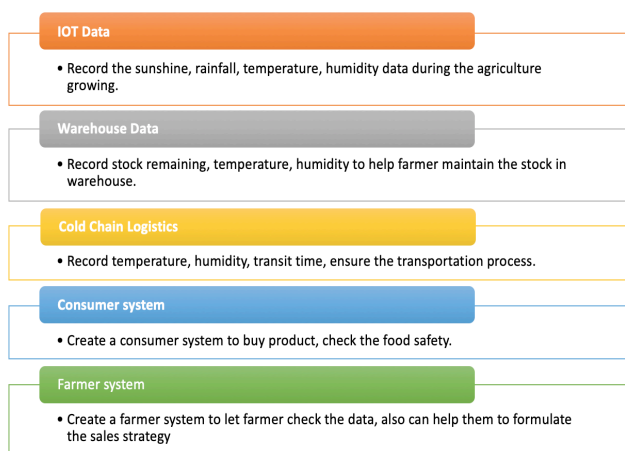 IOT Data
• Record the sunshine, rainfall, temperature, humidity data during the agriculture
growing.
Warehouse Data
• Record stock remaining, temperature, humidity to help farmer maintain the stock in
warehouse.
Cold Chain Logistics
• Record temperature, humidity, transit time, ensure the transportation process.
Consumer system
• Create a consumer system to buy product, check the food safety.
Farmer system
• Create a farmer system to let farmer check the data, also can help them to formulate
the sales strategy